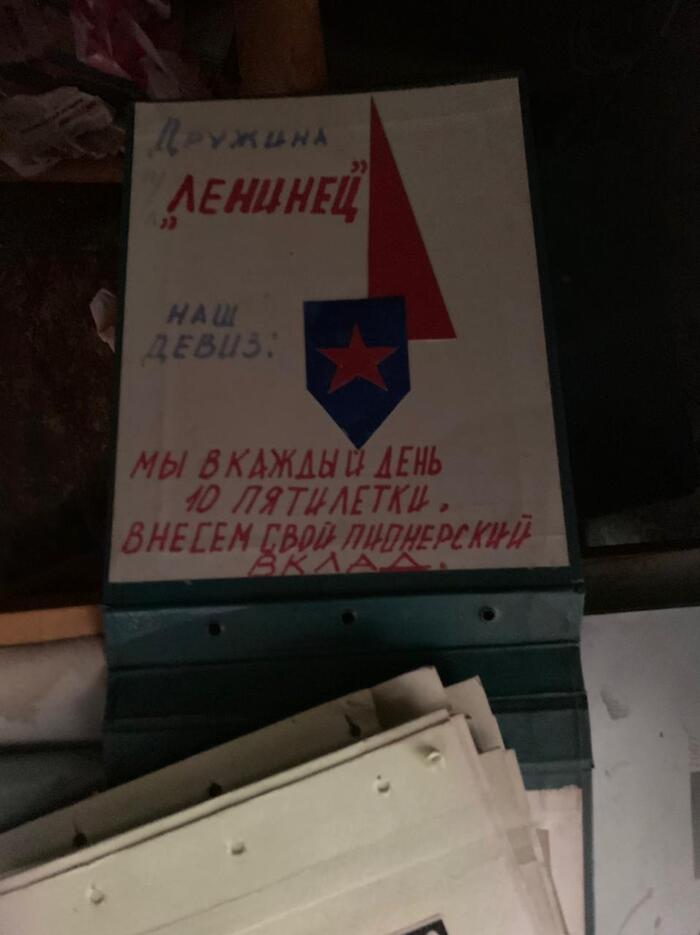 Дружина
„ЛЕНИНЕЦ”
НАШ
ДЕВИЗ:
МЫ В КАЖДЫЙ ДЕНЬ
10 ПЯТИЛЕТКИ.
ВНЕСЕМ СВОЙ ПИОНЕРСКИЙ
ВКЛАД.